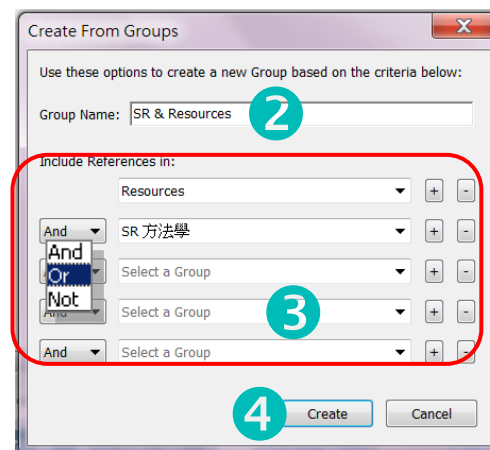 Create From Groups
Use these options to create a new Group based on the criteria below:
Group Name: SR & Resources 2
Include References in:
Resources + -
And SR 方法學 + -
And
Or Select a Group + -
Not
And Select a Group 3 + -
And Select a Group + -
4 Create Cancel